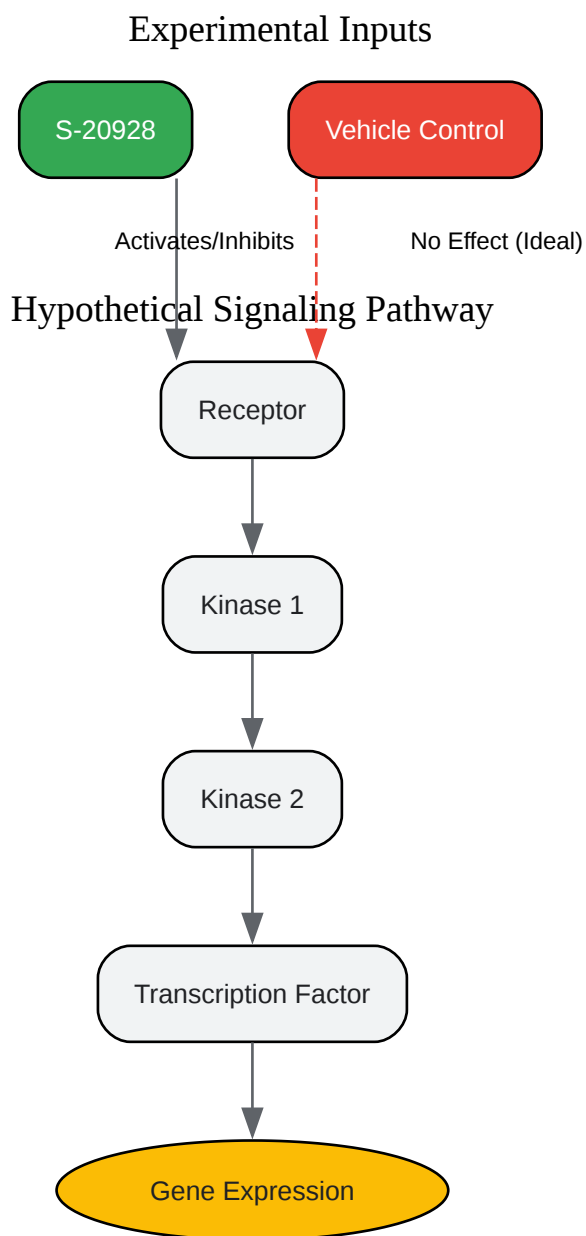 Experimental Inputs
S-20928
Vehicle Control
Activates/Inhibits
No Effect (Ideal)
Hypothetical Signaling Pathway
Receptor
Kinase 1
Kinase 2
Transcription Factor
Gene Expression